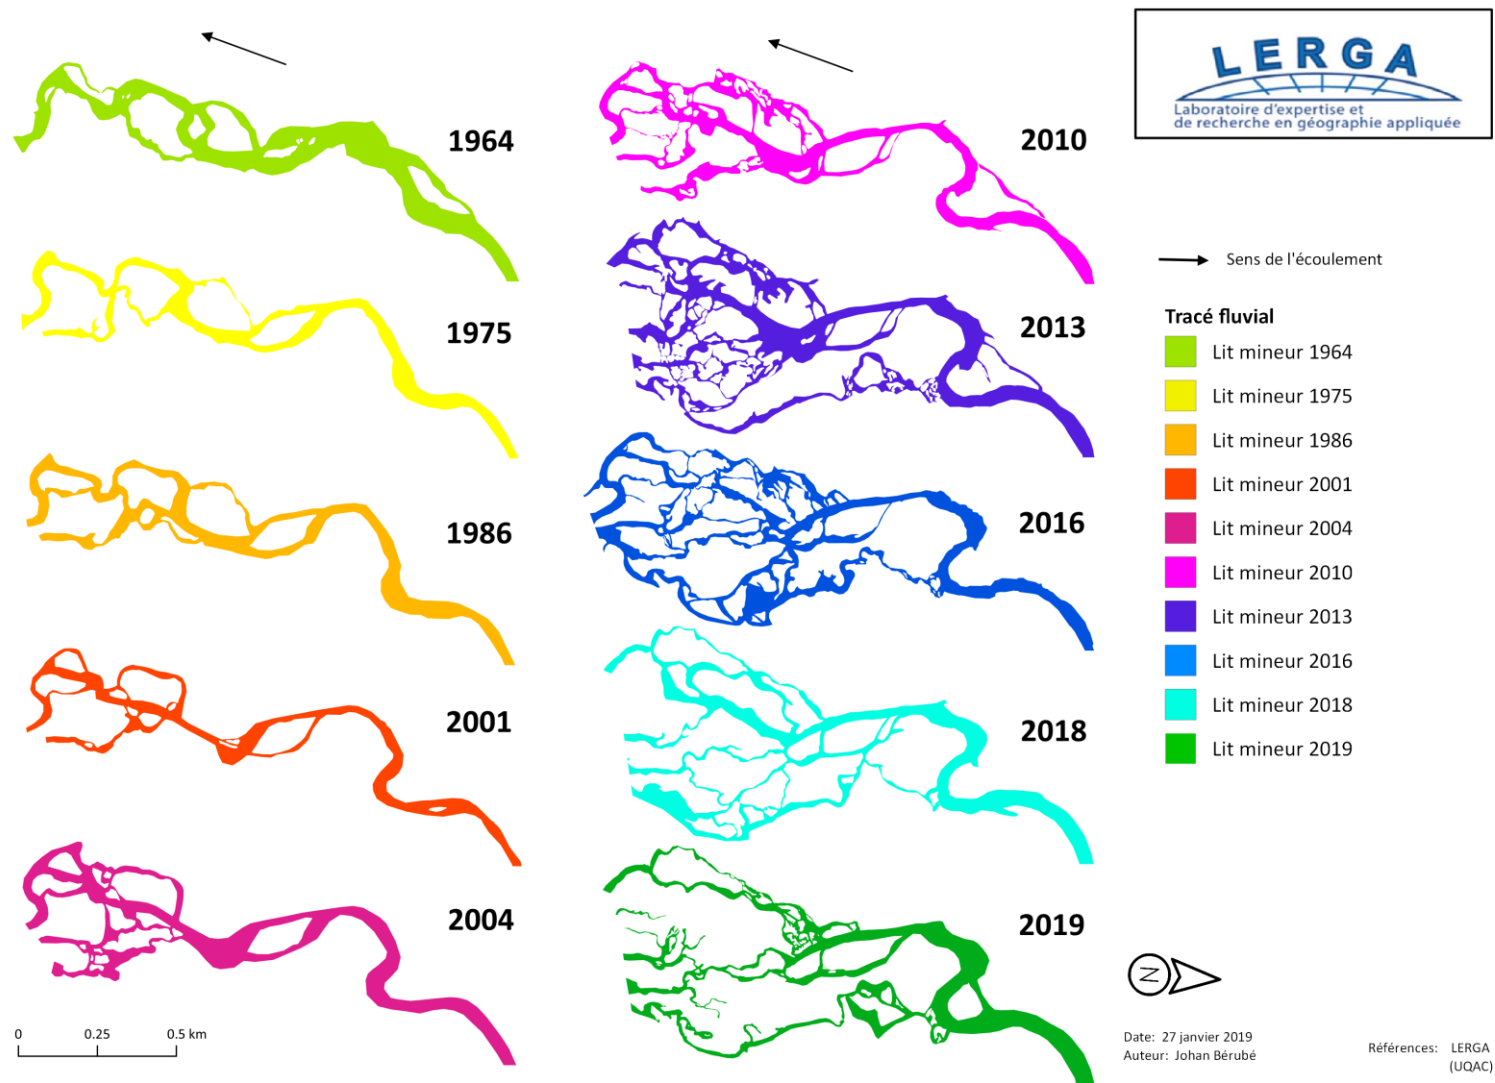 1964
1975
1986
2001
2004
0 0.25 0.5 km
2010
2013
2016
2018
2019
LERGA
Laboratoire d'expertise et
de recherche en géographie appliquée
Sens de l'écoulement
Tracé fluvial
Lit mineur 1964
Lit mineur 1975
Lit mineur 1986
Lit mineur 2001
Lit mineur 2004
Lit mineur 2010
Lit mineur 2013
Lit mineur 2016
Lit mineur 2018
Lit mineur 2019
N
Date: 27 janvier 2019
Auteur: Johan Bérubé
Références: LERGA
(UQAC)